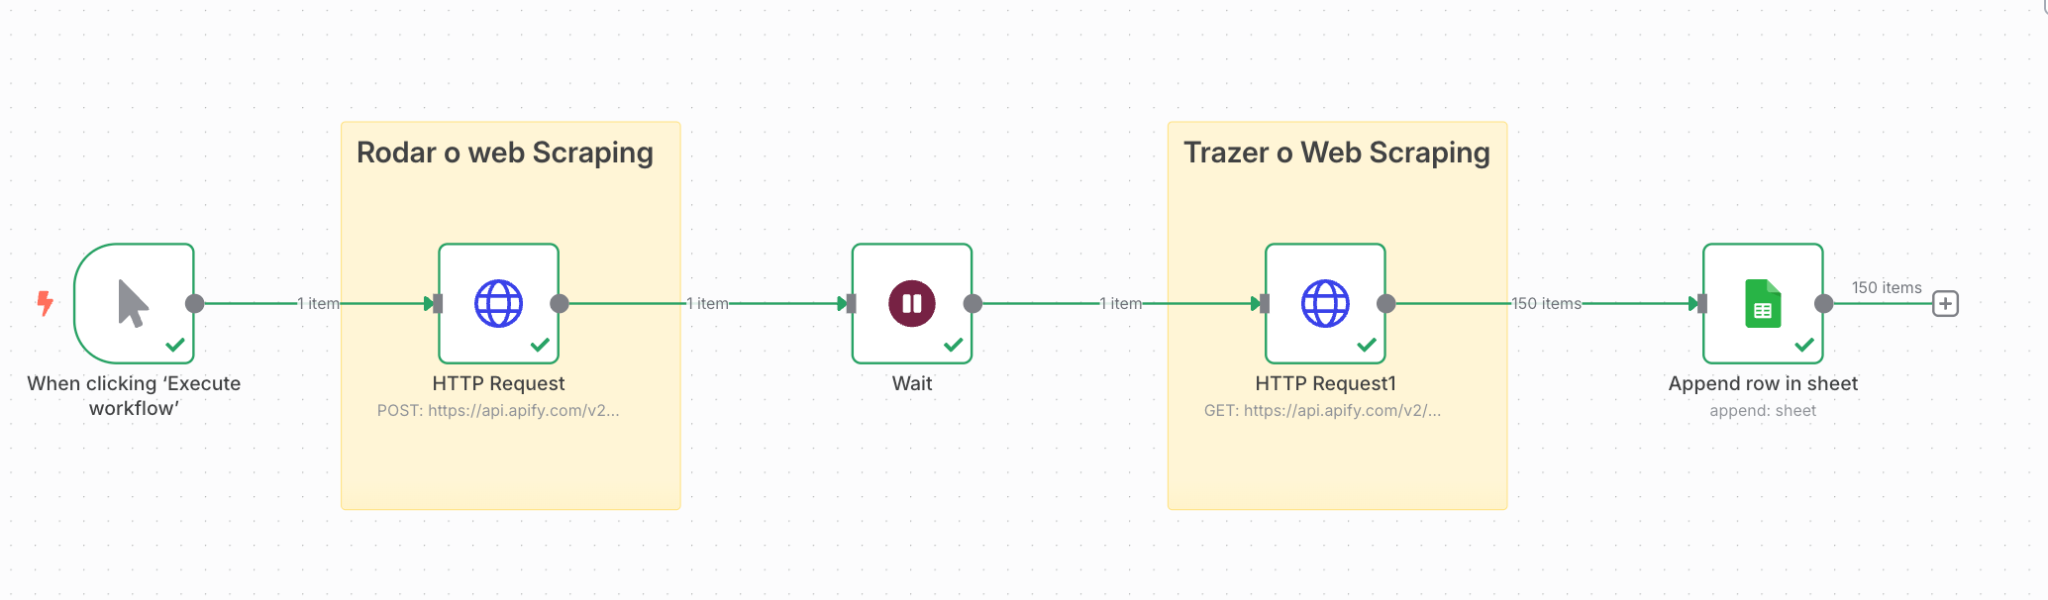 Rodar o web Scraping
Trazer o Web Scraping
1 item
1 item
1 item
150 items
150 items
When clicking ‘Execute
workflow’
HTTP Request
POST: https://api.apify.com/v2...
Wait
HTTP Request1
GET: https://api.apify.com/v2/...
Append row in sheet
append: sheet